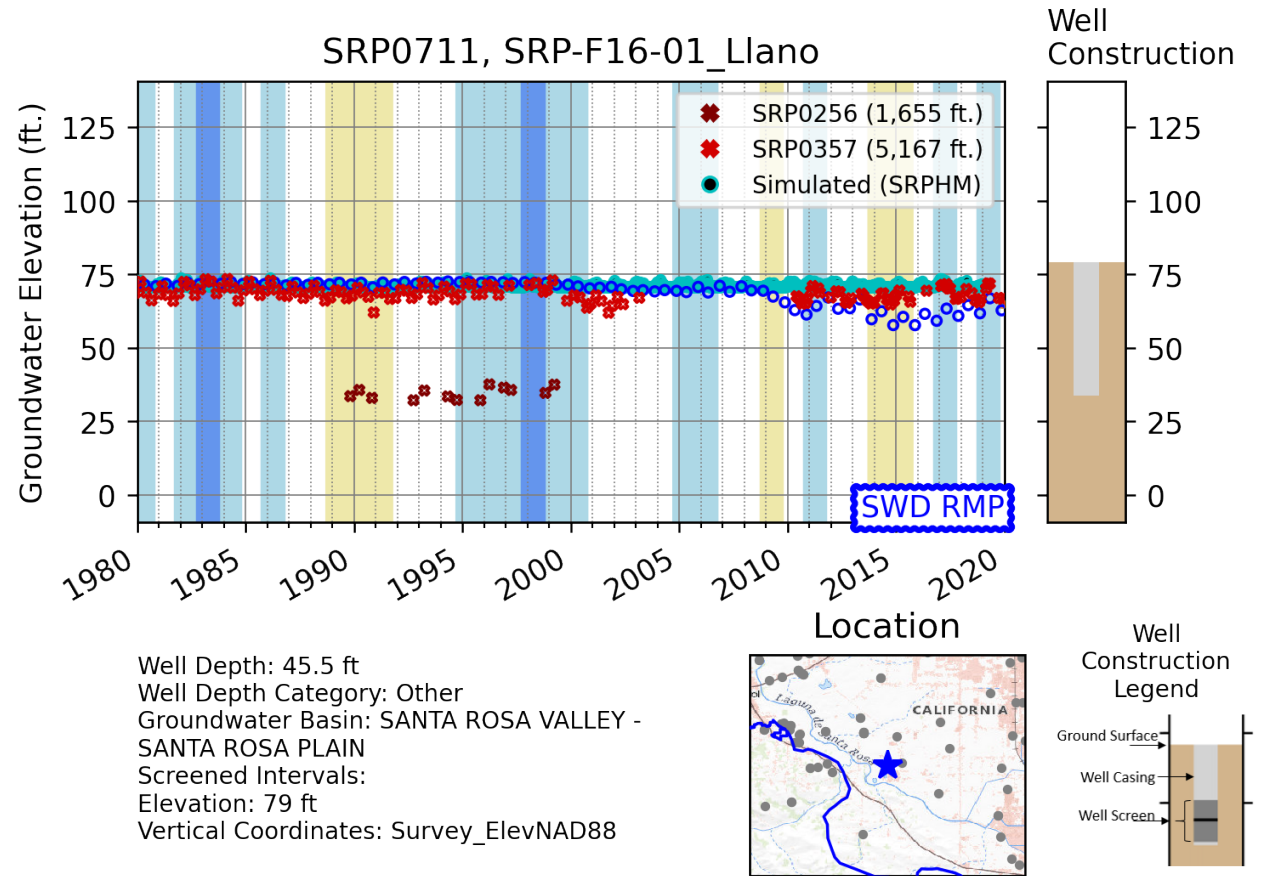 Well
Construction
SRP0711, SRP-F16-01_Llano
Groundwater Elevation (ft.)
125
100
75
50
25
0
SRP0256 (1,655 ft.)
SRP0357 (5,167 ft.)
Simulated (SRPHM)
SWD RMP
125
100
75
50
25
0
1980
1985
1990
1995
2000
2005
2010
2015
2020
Well Depth: 45.5 ft
Well Depth Category: Other
Groundwater Basin: SANTA ROSA VALLEY -
SANTA ROSA PLAIN
Screened Intervals:
Elevation: 79 ft
Vertical Coordinates: Survey_ElevNAD88
Location
Laguna de Santa Rosa
CALIFORNIA
Well
Construction
Legend
Ground Surface
Well Casing
Well Screen